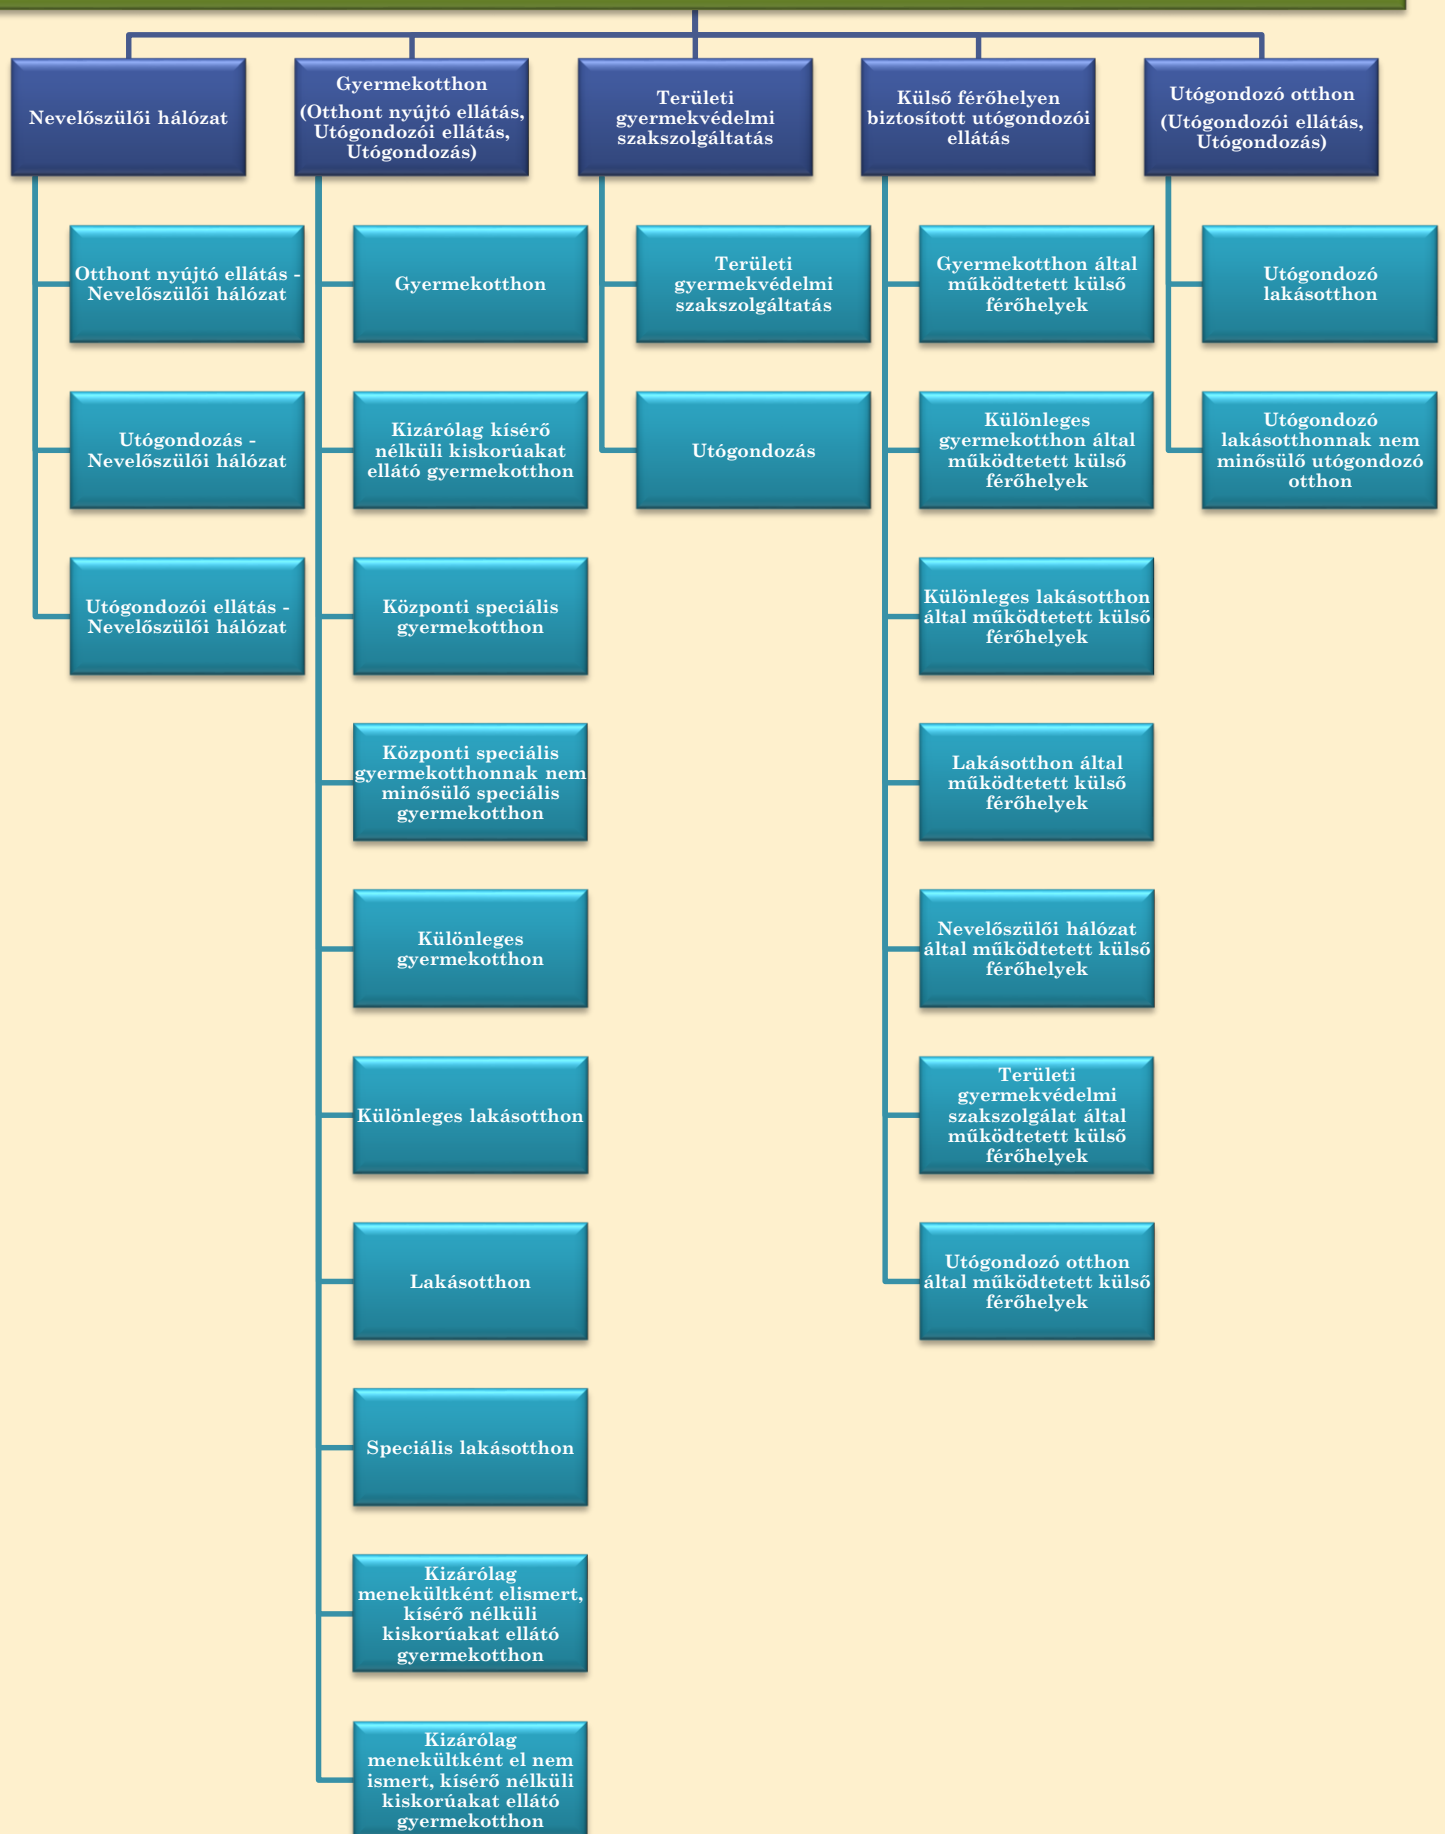 Nevelőszülői hálózat
Gyermekotthon
(Otthont nyújtó ellátás,
Utógondozói ellátás,
Utógondozás)
Területi
gyermekvédelmi
szakszolgáltatás
Külső férőhelyen
biztosított utógondozói
ellátás
Utógondozó otthon
(Utógondozói ellátás,
Utógondozás)
Otthont nyújtó ellátás -
Nevelőszülői hálózat
Utógondozás -
Nevelőszülői hálózat
Utógondozói ellátás -
Nevelőszülői hálózat
Gyermekotthon
Kizárólag kísérő
nélküli kiskorúakat
ellátó gyermekotthon
Központi speciális
gyermekotthon
Központi speciális
gyermekotthonnak nem
minősülő speciális
gyermekotthon
Különleges
gyermekotthon
Különleges lakásotthon
Lakásotthon
Speciális lakásotthon
Kizárólag
menekültként elismert,
kísérő nélküli
kiskorúakat ellátó
gyermekotthon
Kizárólag
menekültként el nem
ismert, kísérő nélküli
kiskorúakat ellátó
gyermekotthon
Területi
gyermekvédelmi
szakszolgáltatás
Utógondozás
Gyermekotthon által
működtetett külső
férőhelyek
Különleges
gyermekotthon által
működtetett külső
férőhelyek
Különleges lakásotthon
által működtetett külső
férőhelyek
Lakásotthon által
működtetett külső
férőhelyek
Nevelőszülői hálózat
által működtetett külső
férőhelyek
Területi
gyermekvédelmi
szakszolgálat által
működtetett külső
férőhelyek
Utógondozó otthon
által működtetett külső
férőhelyek
Utógondozó
lakásotthon
Utógondozó
lakásotthonnak nem
minősülő utógondozó
otthon